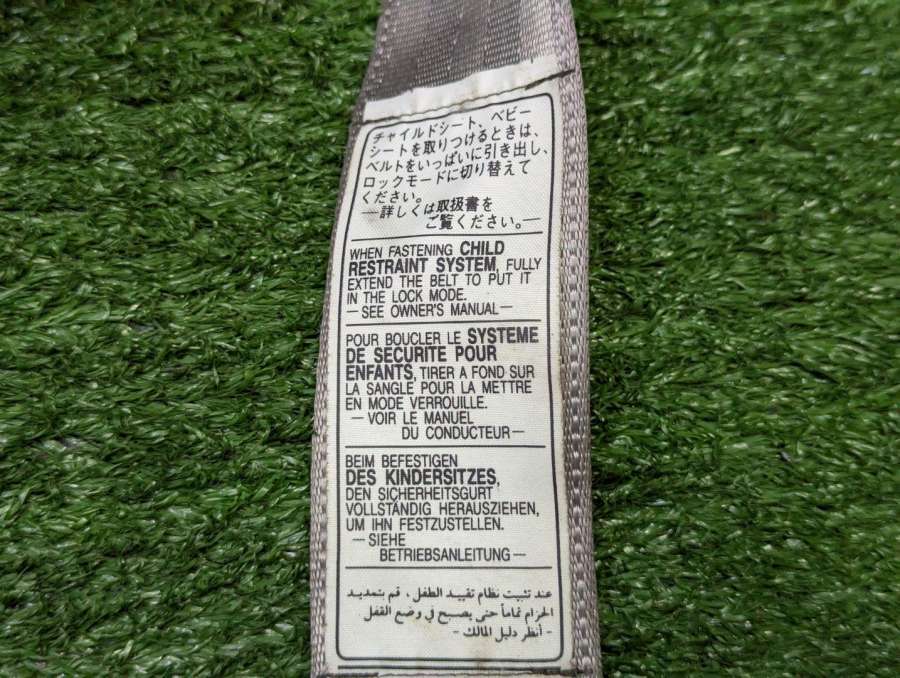 チャイルドシート、ベビー
シートを取りつけるときは、
ベルトをいっぱいに引き出し、
ロックモードに切り替えて
ください。
―詳しくは取扱書を
ご覧ください。―
WHEN FASTENING CHILD
RESTRAINT SYSTEM, FULLY
EXTEND THE BELT TO PUT IT
IN THE LOCK MODE.
—SEE OWNER'S MANUAL—
POUR BOUCLER LE SYSTEME
DE SECURITE POUR
ENFANTS, TIRER A FOND SUR
LA SANGLE POUR LA METTRE
EN MODE VERROUILLE.
—VOIR LE MANUEL
DU CONDUCTEUR—
BEIM BEFESTIGEN
DES KINDERSITZES,
DEN SICHERHEITSGURT
VOLLSTÄNDIG HERAUSZIEHEN,
UM IHN FESTZUSTELLEN.
—SIEHE
BETRIEBSANLEITUNG—
عند تثبيت نظام تقييد الطفل ، قم بتمديد
الحزام تماماً حتى يصبح في وضع القفل
- أنظر دليل المالك -